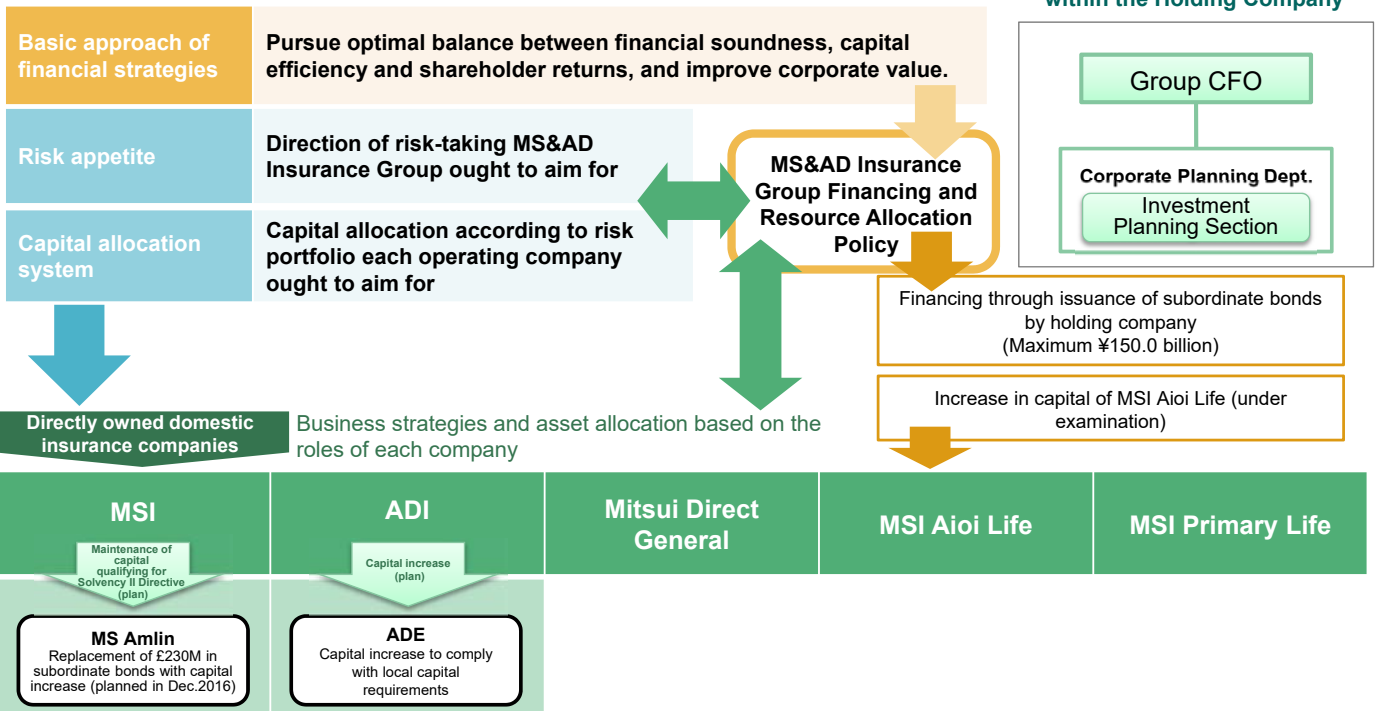 within the Holding Company
Basic approach of
financial strategies
Pursue optimal balance between financial soundness, capital
efficiency and shareholder returns, and improve corporate value.
Risk appetite
Direction of risk-taking MS&AD
Insurance Group ought to aim for
Capital allocation
system
Capital allocation according to risk
portfolio each operating company
ought to aim for
MS&AD Insurance
Group Financing and
Resource Allocation
Policy
Group CFO
Corporate Planning Dept.
Investment
Planning Section
Financing through issuance of subordinate bonds
by holding company
(Maximum ¥150.0 billion)
Increase in capital of MSI Aioi Life (under
examination)
Directly owned domestic
insurance companies
Business strategies and asset allocation based on the
roles of each company
MSI
ADI
Mitsui Direct
General
MSI Aioi Life
MSI Primary Life
Maintenance of
capital
qualifying for
Solvency II Directive
(plan)
Capital increase
(plan)
MS Amlin
Replacement of £230M in
subordinate bonds with capital
increase (planned in Dec.2016)
ADE
Capital increase to comply
with local capital
requirements